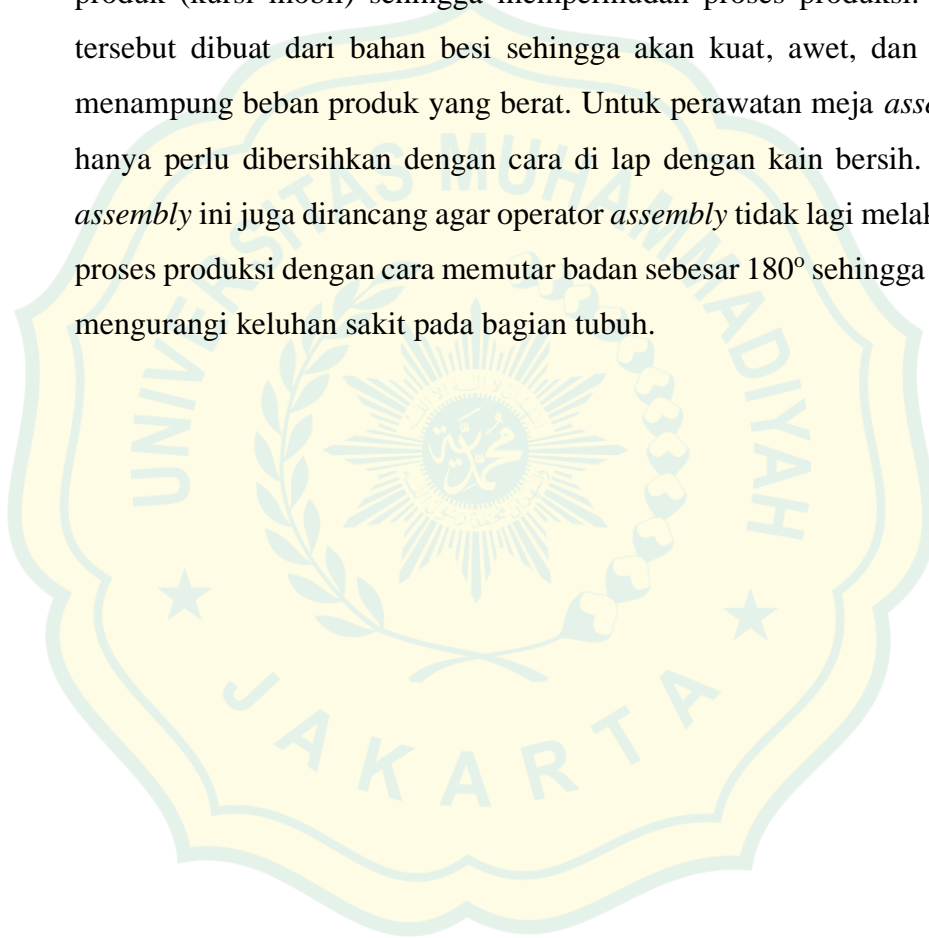 produk (kursi mobil) sehingga mempermudah proses produksi.
tersebut dibuat dari bahan besi sehingga akan kuat, awet, dan
menampung beban produk yang berat. Untuk perawatan meja
hanya perlu dibersihkan dengan cara di lap dengan kain bersih.
assembly ini juga dirancang agar operator assembly tidak lagi
proses produksi dengan cara memutar badan sebesar 180º sehingga
mengurangi keluhan sakit pada bagian tubuh.
UNIVERSITAS MUHAMMADIYAH
JAKARTA